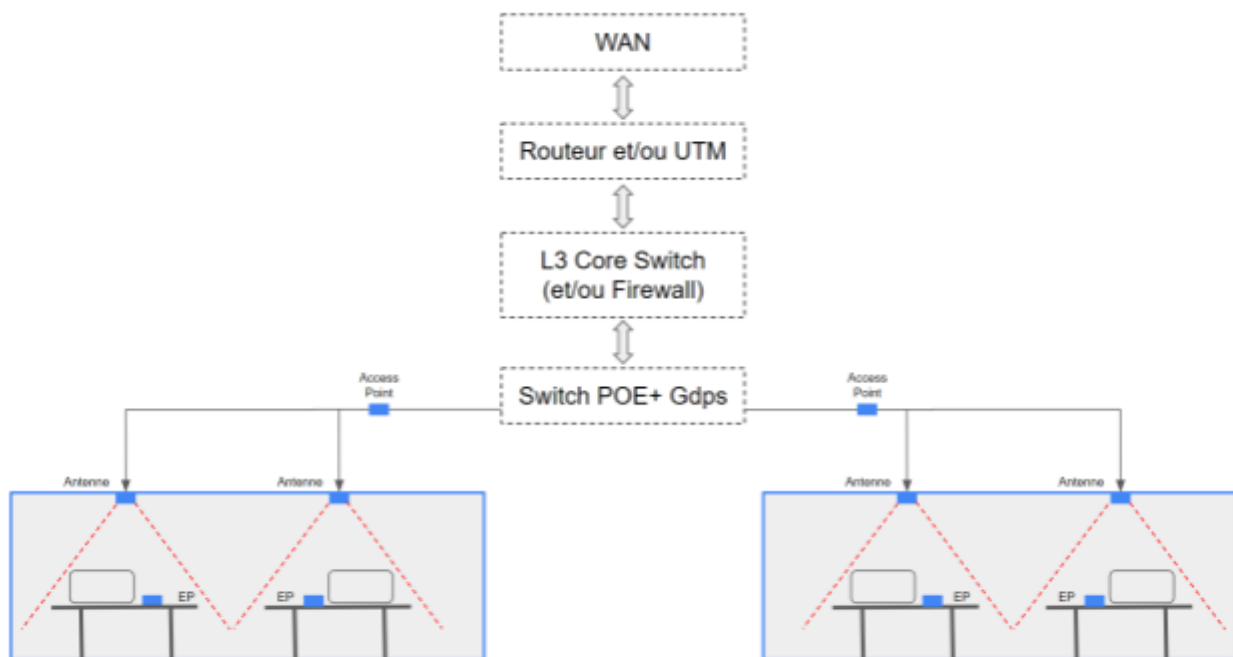 WAN
Routeur et/ou UTM
L3 Core Switch
(et/ou Firewall)
Access
Point
Switch POE+ Gdps
Access
Point
Antenne
Antenne
Antenne
Antenne
EP
EP
EP
EP